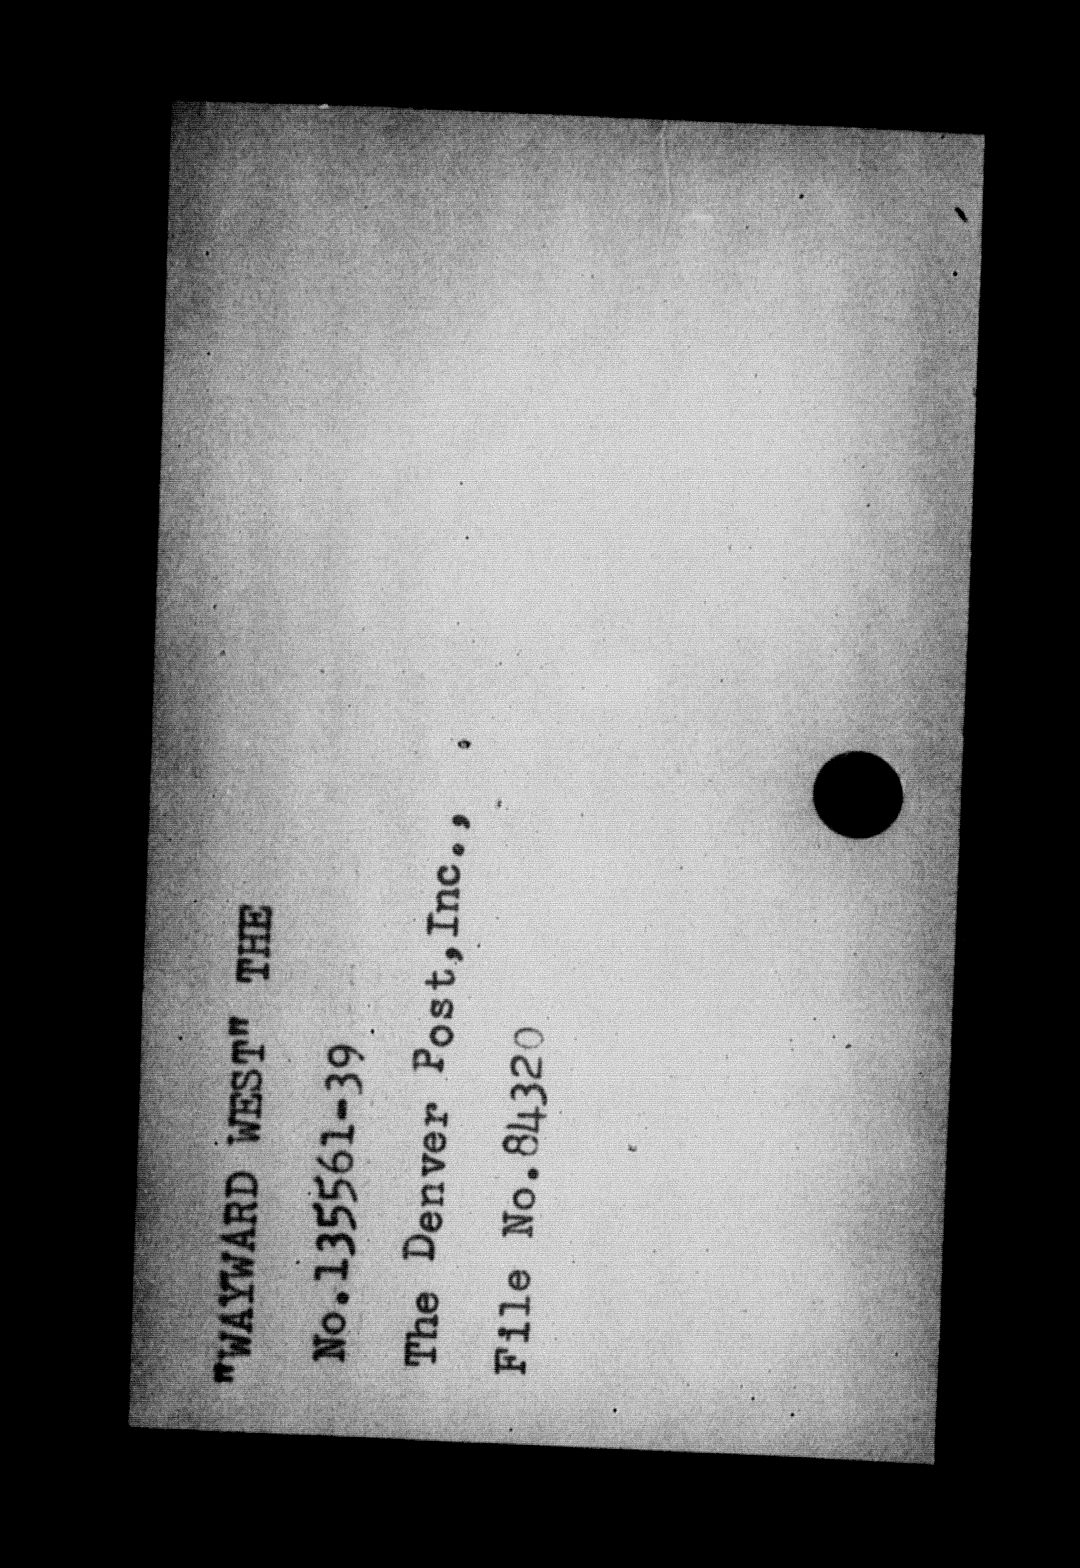 "WAYWARD WEST" THE
No.135561-39
The Denver Post,Inc., .
File No.84320